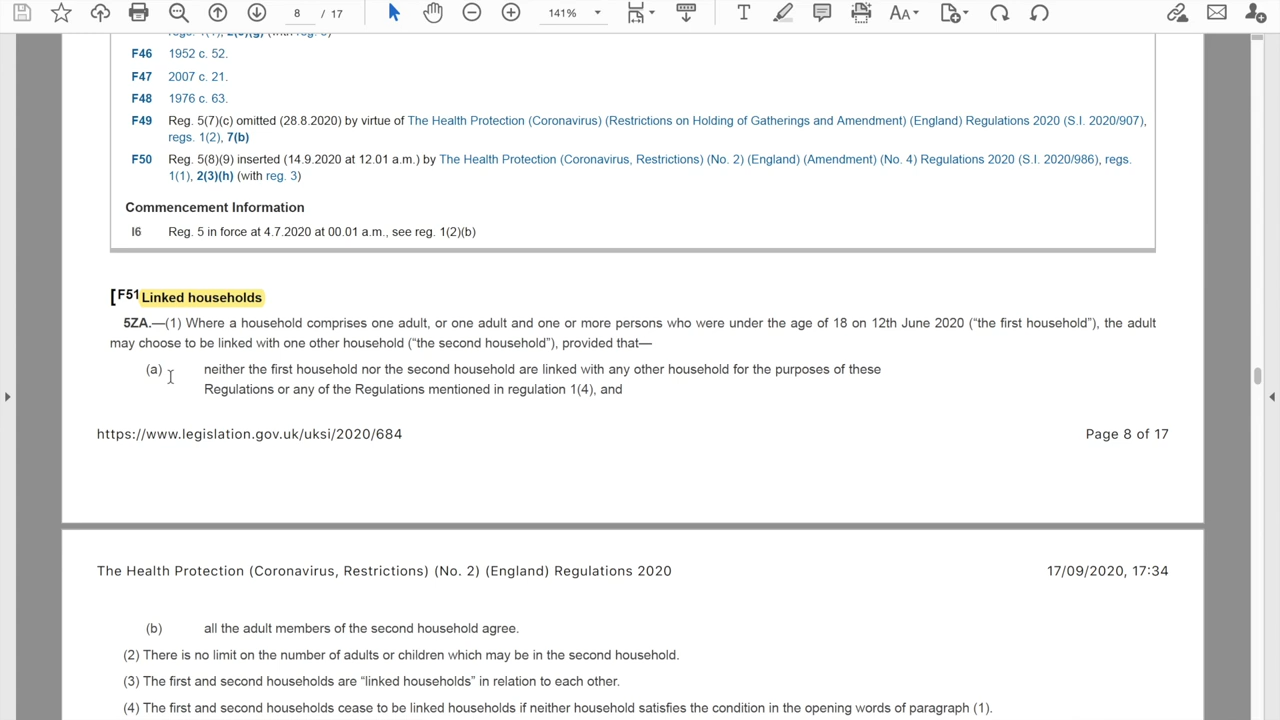 8 / 17 141%
F46 1952 c. 52.
F47 2007 c. 21.
F48 1976 c. 63.
F49 Reg. 5(7)(c) omitted (28.8.2020) by virtue of The Health Protection (Coronavirus) (Restrictions on Holding of Gatherings and Amendment) (England) Regulations 2020 (S.I. 2020/907),
regs. 1(2), 7(b)
F50 Reg. 5(8)(9) inserted (14.9.2020 at 12.01 a.m.) by The Health Protection (Coronavirus, Restrictions) (No. 2) (England) (Amendment) (No. 4) Regulations 2020 (S.I. 2020/986), regs.
1(1), 2(3)(h) (with reg. 3)
Commencement Information
I6 Reg. 5 in force at 4.7.2020 at 00.01 a.m., see reg. 1(2)(b)
[F51 Linked households
5ZA.—(1) Where a household comprises one adult, or one adult and one or more persons who were under the age of 18 on 12th June 2020 (“the first household”), the adult
may choose to be linked with one other household (“the second household”), provided that—
(a) neither the first household nor the second household are linked with any other household for the purposes of these
Regulations or any of the Regulations mentioned in regulation 1(4), and
https://www.legislation.gov.uk/uksi/2020/684 Page 8 of 17
The Health Protection (Coronavirus, Restrictions) (No. 2) (England) Regulations 2020 17/09/2020, 17:34
(b) all the adult members of the second household agree.
(2) There is no limit on the number of adults or children which may be in the second household.
(3) The first and second households are “linked households” in relation to each other.
(4) The first and second households cease to be linked households if neither household satisfies the condition in the opening words of paragraph (1).